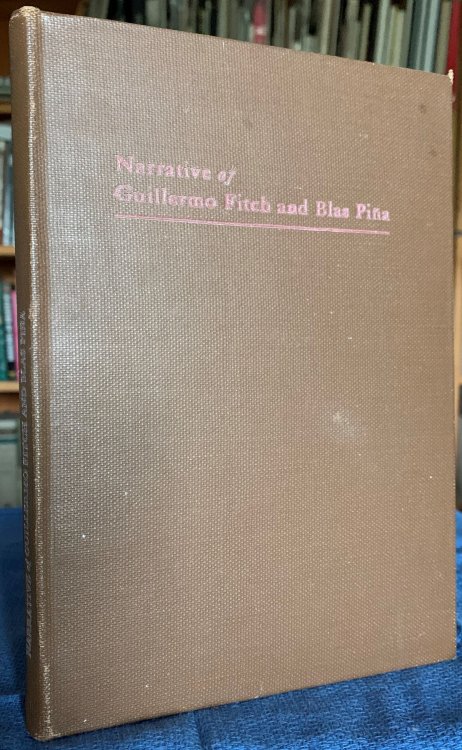 Narrative of
Guillermo Fitch and Blas Piña
NARRATIVE OF GUILLERMO FITCH AND BLAS PIÑA